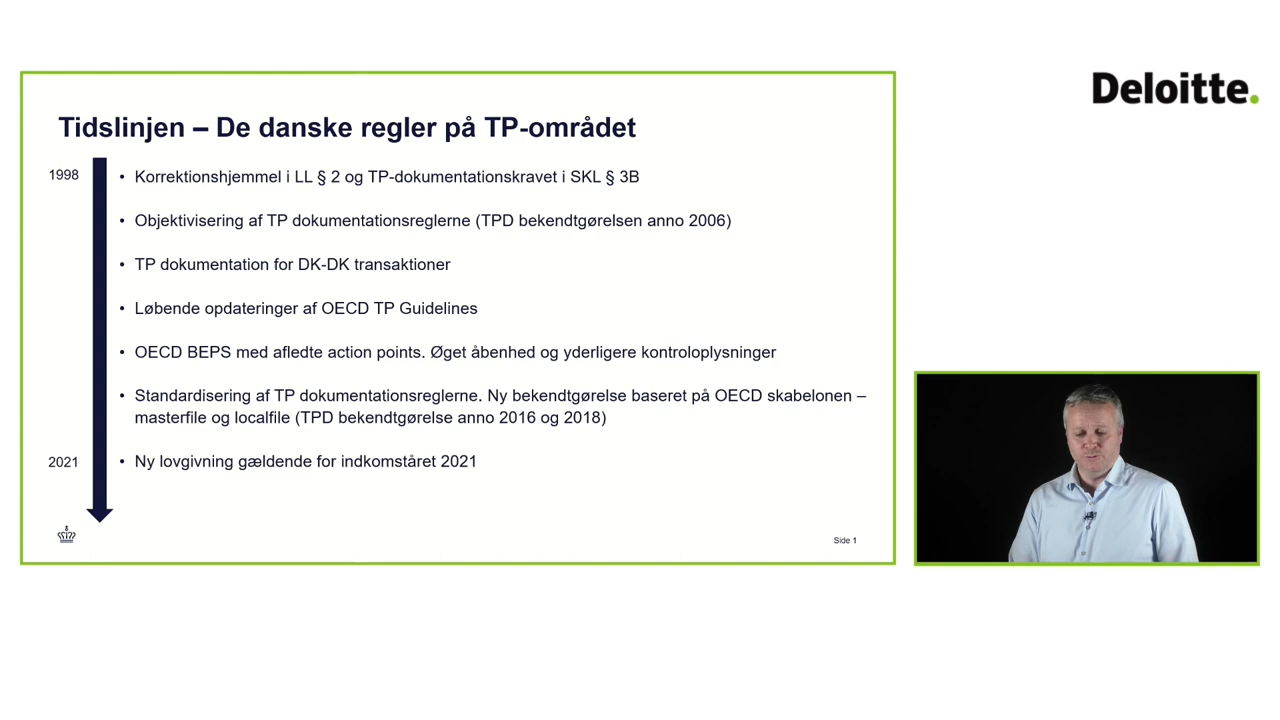 Deloitte.
Tidslinjen – De danske regler på TP-området
1998
• Korrektionshjemmel i LL § 2 og TP-dokumentationskravet i SKL § 3B
• Objektivisering af TP dokumentationsreglerne (TPD bekendtgørelsen anno 2006)
• TP dokumentation for DK-DK transaktioner
• Løbende opdateringer af OECD TP Guidelines
• OECD BEPS med afledte action points. Øget åbenhed og yderligere kontroloplysninger
• Standardisering af TP dokumentationsreglerne. Ny bekendtgørelse baseret på OECD skabelonen –
masterfile og localfile (TPD bekendtgørelse anno 2016 og 2018)
2021
• Ny lovgivning gældende for indkomståret 2021
Side 1